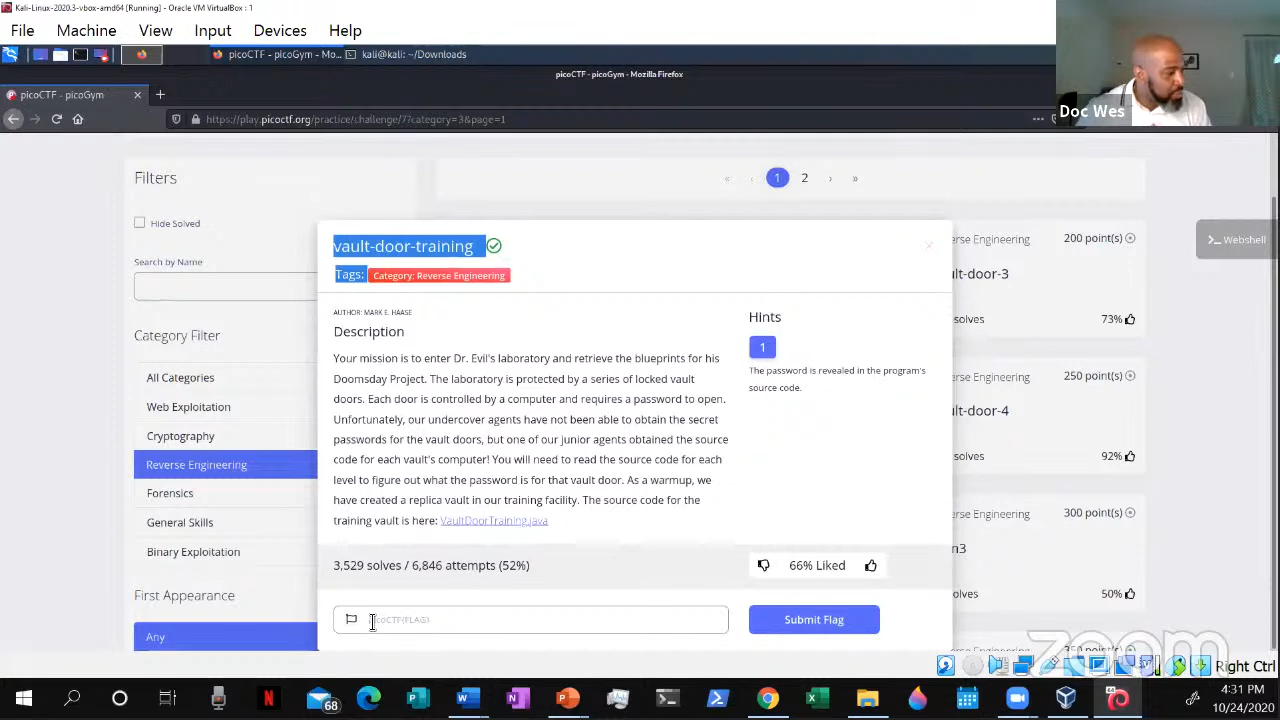 Kali-Linux-2020.3-vbox-amd64 [Running] - Oracle VM VirtualBox : 1
File Machine View Input Devices Help
picoCTF - picoGym - Mo... kali@kali: ~/Downloads
picoCTF - picoGym - Mozilla Firefox
picoCTF - picoGym
Doc Wes
https://play.picoctf.org/practice/challenge/7?category=3&page=1
Filters
« ‹ 1 2 › »
Hide Solved
Search by Name
Category Filter
All Categories
Web Exploitation
Cryptography
Reverse Engineering
Forensics
General Skills
Binary Exploitation
First Appearance
Any
vault-door-training
Tags: Category: Reverse Engineering
AUTHOR: MARK E. HAASE
Description
Your mission is to enter Dr. Evil's laboratory and retrieve the blueprints for his
Doomsday Project. The laboratory is protected by a series of locked vault
doors. Each door is controlled by a computer and requires a password to open.
Unfortunately, our undercover agents have not been able to obtain the secret
passwords for the vault doors, but one of our junior agents obtained the source
code for each vault's computer! You will need to read the source code for each
level to figure out what the password is for that vault door. As a warmup, we
have created a replica vault in our training facility. The source code for the
training vault is here: VaultDoorTraining.java
Hints
1
The password is revealed in the program's
source code.
3,529 solves / 6,846 attempts (52%)
66% Liked
picoCTF{FLAG}
Submit Flag
erse Engineering 200 point(s)
ult-door-3
solves 73%
erse Engineering 250 point(s)
ult-door-4
solves 92%
erse Engineering 300 point(s)
n3
solves 50%
Webshell
zoom
Right Ctrl
68
4:31 PM
10/24/2020